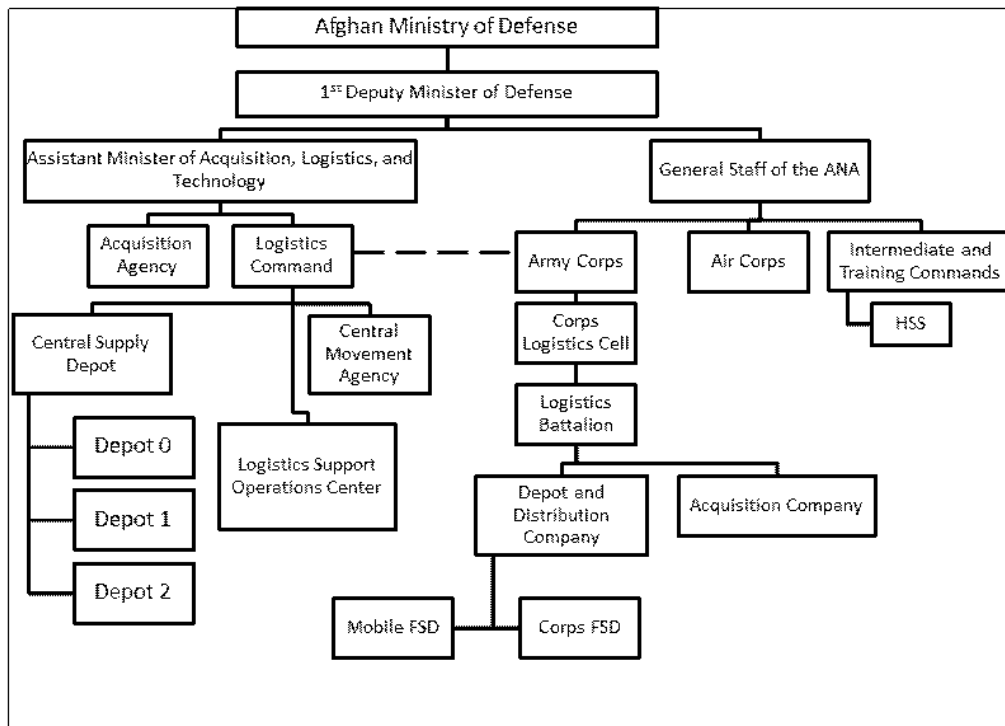 Afghan Ministry of Defense
1ST Deputy Minister of Defense
Assistant Minister of Acquisition, Logistics, and
Technology
General Staff of the ANA
Acquisition
Agency
Logistics
Command
Army Corps
Air Corps
Intermediate and
Training Commands
HSS
Central Supply
Depot
Central
Movement
Agency
Corps
Logistics Cell
Logistics
Battalion
Depot 0
Depot 1
Depot 2
Logistics Support
Operations Center
Depot and
Distribution
Company
Acquisition Company
Mobile FSD
Corps FSD